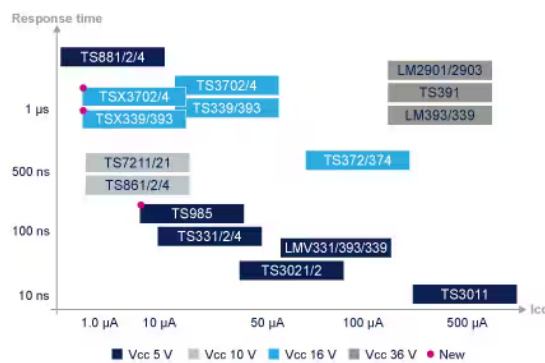 Response time
TS881/2/4
LM2901/2903
TSX3702/4
TS3702/4
TS391
1 µs
TSX339/393
TS339/393
LM393/339
TS7211/21
TS372/374
500 ns
TS861/2/4
TS985
100 ns
TS331/2/4
LMV331/393/339
TS3021/2
10 ns
TS3011
Icc
1.0 µA
10 µA
50 µA
100 µA
500 µA
Vcc 5 V
Vcc 10 V
Vcc 16 V
Vcc 36 V
New